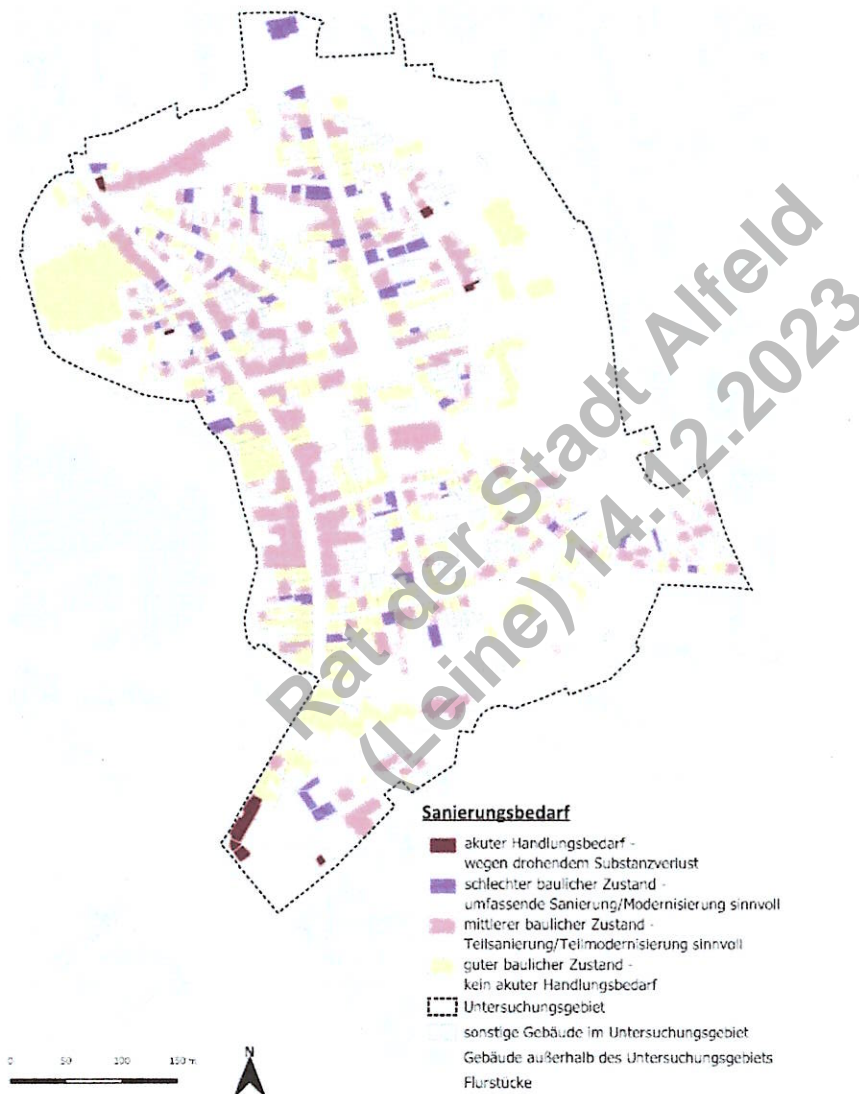 Rat der Stadt Alfeld
(Leine) 14.12.2023
Sanierungsbedarf
akuter Handlungsbedarf -
wegen drohendem Substanzverlust
schlechter baulicher Zustand -
umfassende Sanierung/Modernisierung sinnvoll
mittlerer baulicher Zustand -
Teilsanierung/Teilmodernisierung sinnvoll
guter baulicher Zustand -
kein akuter Handlungsbedarf
Untersuchungsgebiet
sonstige Gebäude im Untersuchungsgebiet
Gebäude außerhalb des Untersuchungsgebiets
Flurstücke
0 50 100 150 m
N